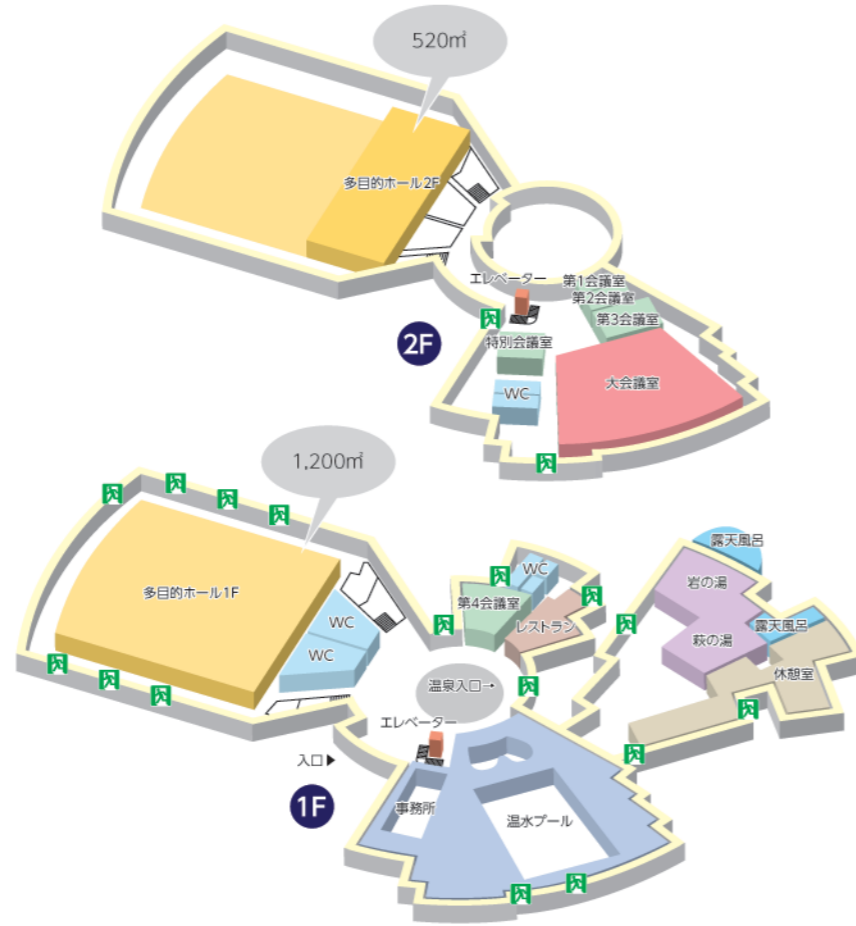 520㎡
多目的ホール2F
エレベーター
第1会議室
第2会議室
第3会議室
2F
特別会議室
大会議室
WC
1,200㎡
多目的ホール1F
WC
WC
WC
第4会議室
レストラン
露天風呂
岩の湯
露天風呂
萩の湯
休憩室
温泉入口→
エレベーター
入口▶
1F
事務所
温水プール